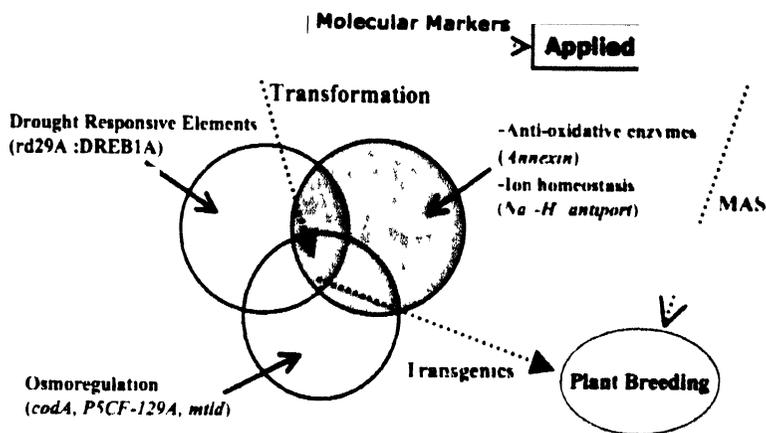 Molecular Markers
Applied
Transformation
Drought Responsive Elements
(rd29A :DREB1A)
-Anti-oxidative enzymes
(Annexin)
-Ion homeostasis
(Na -H antiport)
MAS
Osmoregulation
(codA, P5CF-129A, mtld)
Transgenics
Plant Breeding